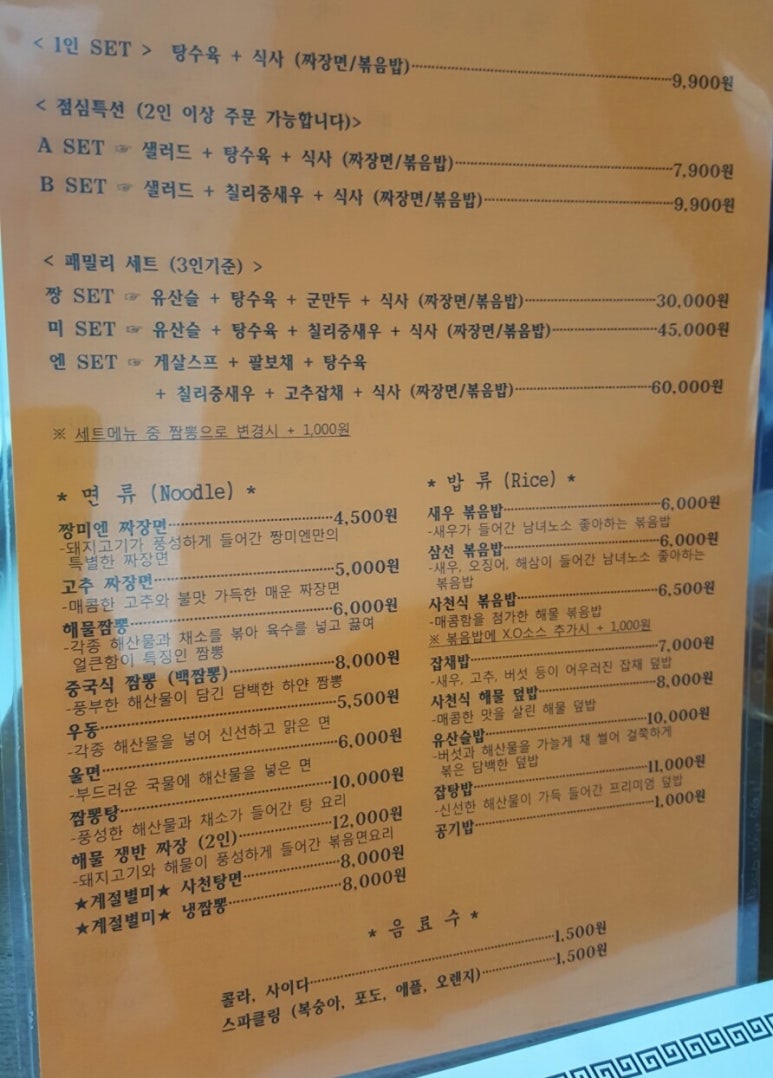 < 1인 SET > 탕수육 + 식사 (짜장면/볶음밥) 9,900원
< 점심특선 (2인 이상 주문 가능합니다)>
A SET ☞ 샐러드 + 탕수육 + 식사 (짜장면/볶음밥) 7,900원
B SET ☞ 샐러드 + 칠리중새우 + 식사 (짜장면/볶음밥) 9,900원
< 패밀리 세트 (3인기준) >
짱 SET ☞ 유산슬 + 탕수육 + 군만두 + 식사 (짜장면/볶음밥) 30,000원
미 SET ☞ 유산슬 + 탕수육 + 칠리중새우 + 식사 (짜장면/볶음밥) 45,000원
엔 SET ☞ 게살스프 + 팔보채 + 탕수육
+ 칠리중새우 + 고추잡채 + 식사 (짜장면/볶음밥) 60,000원
※ 세트메뉴 중 짬뽕으로 변경시 + 1,000원
* 면 류 (Noodle) *
짱미엔 짜장면 4,500원
-돼지고기가 풍성하게 들어간 짱미엔만의
특별한 짜장면
고추 짜장면 5,000원
-매콤한 고추와 불맛 가득한 매운 짜장면
해물짬뽕 6,000원
-각종 해산물과 채소를 볶아 육수를 넣고 끓여
얼큰함이 특징인 짬뽕
중국식 짬뽕 (백짬뽕) 8,000원
-풍부한 해산물이 담긴 담백한 하얀 짬뽕
우동 5,500원
-각종 해산물을 넣어 신선하고 맑은 면
울면 6,000원
-부드러운 국물에 해산물을 넣은 면
짬뽕탕 10,000원
-풍성한 해산물과 채소가 들어간 탕 요리
해물 쟁반 짜장 (2인) 12,000원
-돼지고기와 해물이 풍성하게 들어간 볶음면요리
★계절별미★ 사천탕면 8,000원
★계절별미★ 냉짬뽕 8,000원
* 밥 류 (Rice) *
새우 볶음밥 6,000원
-새우가 들어간 남녀노소 좋아하는 볶음밥
삼선 볶음밥 6,000원
-새우, 오징어, 해삼이 들어간 남녀노소 좋아하는
볶음밥
사천식 볶음밥 6,500원
-매콤함을 첨가한 해물 볶음밥
※ 볶음밥에 X.O소스 추가시 + 1,000원
잡채밥 7,000원
-새우, 고추, 버섯 등이 어우러진 잡채 덮밥
사천식 해물 덮밥 8,000원
-매콤한 맛을 살린 해물 덮밥
유산슬밥 10,000원
-버섯과 해산물을 가늘게 채 썰어 걸쭉하게
볶은 담백한 덮밥
잡탕밥 11,000원
-신선한 해산물이 가득 들어간 프리미엄 덮밥
공기밥 1,000원
* 음 료 수 *
콜라, 사이다 1,500원
스파클링 (복숭아, 포도, 애플, 오렌지) 1,500원